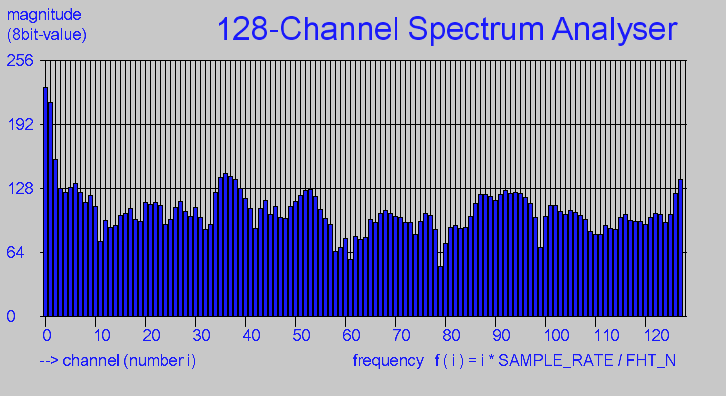 magnitude
(8bit-value)
128-Channel Spectrum Analyser
256
192
128
64
0
0 10 20 30 40 50 60 70 80 90 100 110 120
--> channel (number i) frequency f ( i ) = i * SAMPLE_RATE / FHT_N